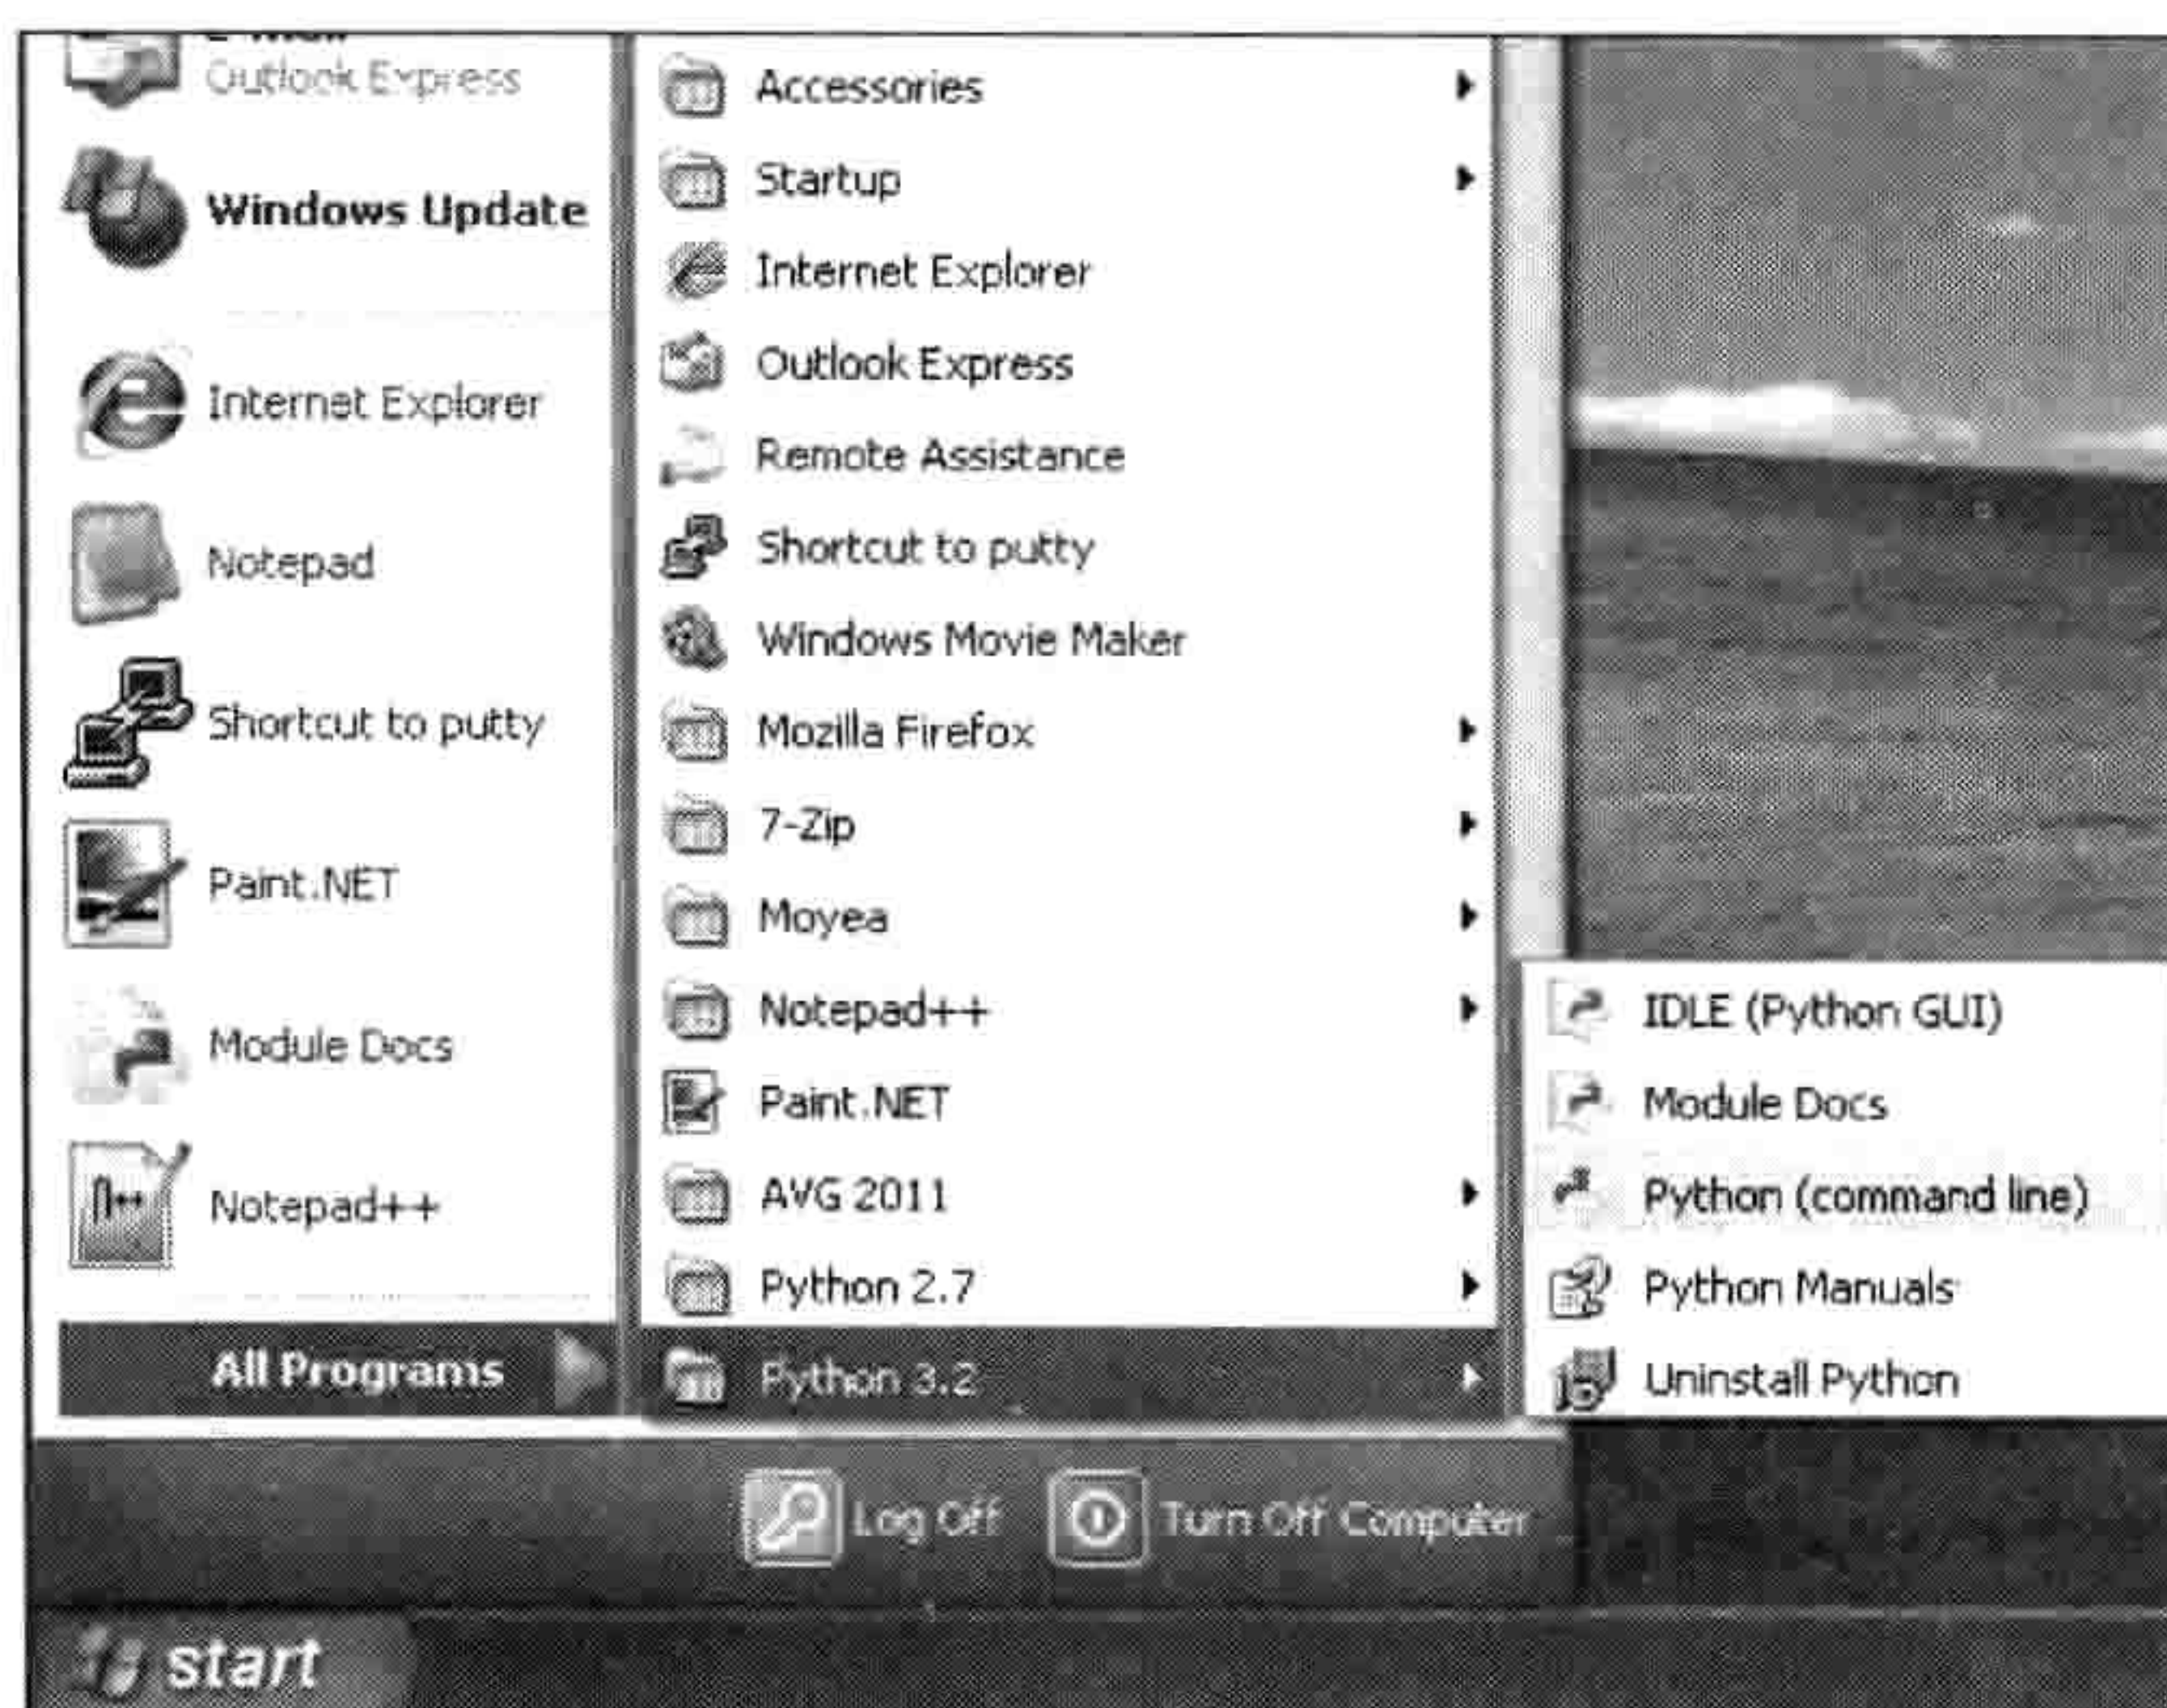 E-mail
Outlook Express
Windows Update
Internet Explorer
Notepad
Shortcut to putty
Paint.NET
Module Docs
Notepad++
All Programs
Accessories
Startup
Internet Explorer
Outlook Express
Remote Assistance
Shortcut to putty
Windows Movie Maker
Mozilla Firefox
7-Zip
Moyea
Notepad++
Paint.NET
AVG 2011
Python 2.7
Python 3.2
IDLE (Python GUI)
Module Docs
Python (command line)
Python Manuals
Uninstall Python
Log Off
Turn Off Computer
start